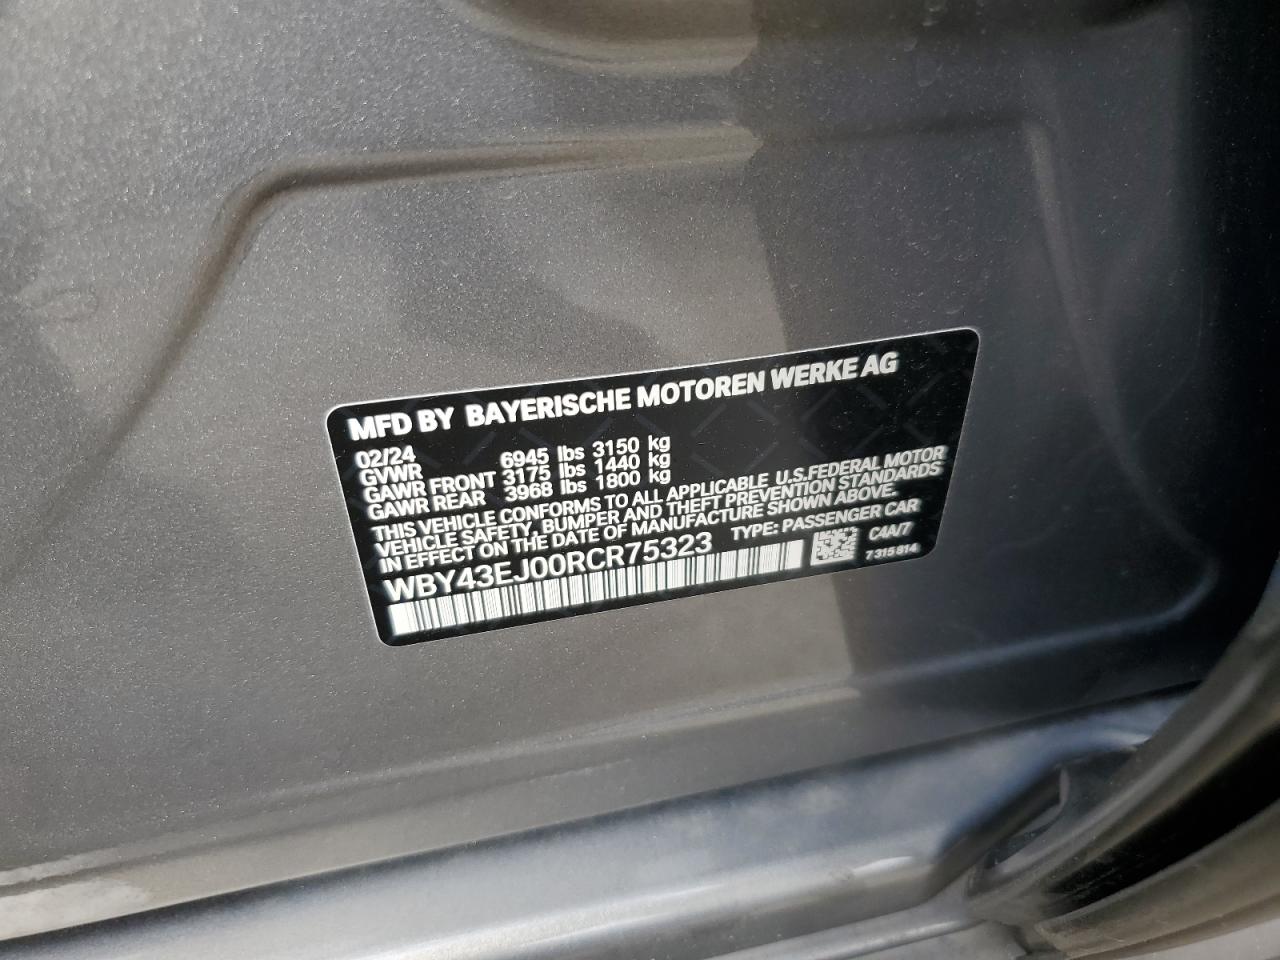 MFD BY BAYERISCHE MOTOREN WERKE AG
02/24
GVWR 6945 lbs 3150 kg
GAWR FRONT 3175 lbs 1440 kg
GAWR REAR 3968 lbs 1800 kg
THIS VEHICLE CONFORMS TO ALL APPLICABLE U.S.FEDERAL MOTOR
VEHICLE SAFETY, BUMPER AND THEFT PREVENTION STANDARDS
IN EFFECT ON THE DATE OF MANUFACTURE SHOWN ABOVE.
WBY43EJ00RCR75323 TYPE: PASSENGER CAR
C4A/7
7 315 814